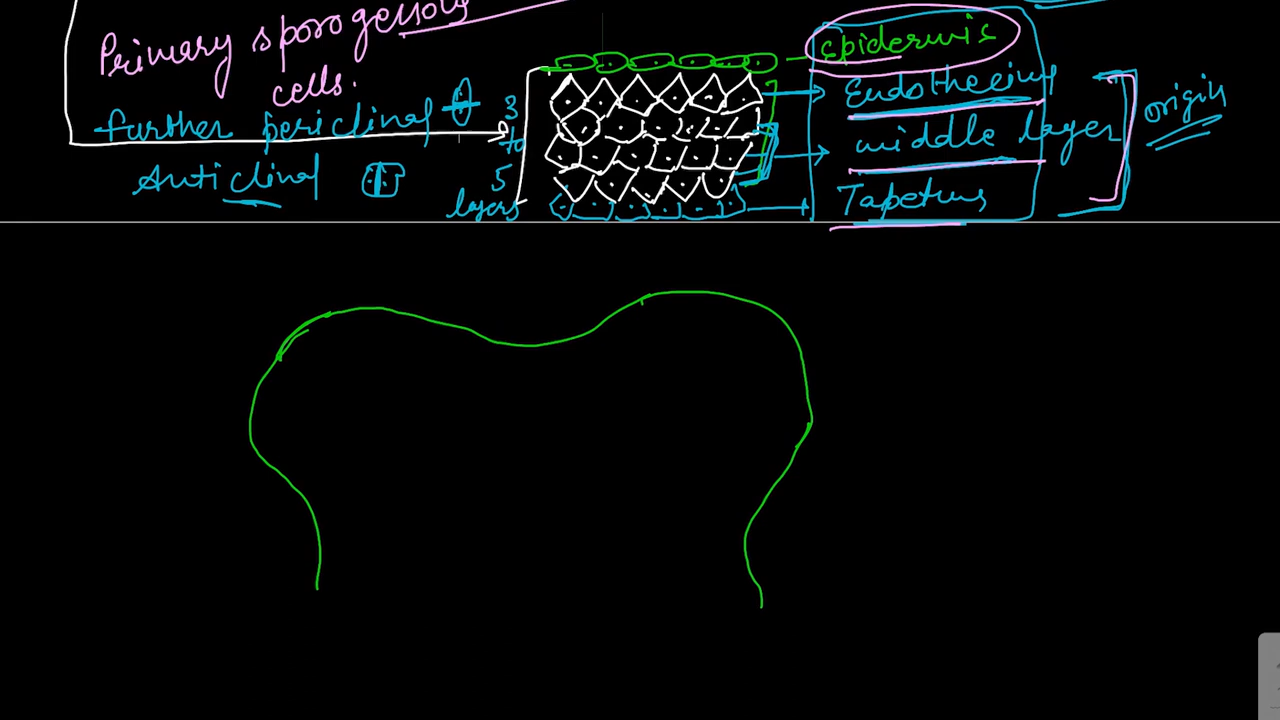 Primary sporogenous
cells.
further periclinal
Anticlinal
3
to
5
layers
epidermis
Endothecium
middle layer
Tapetum
origin